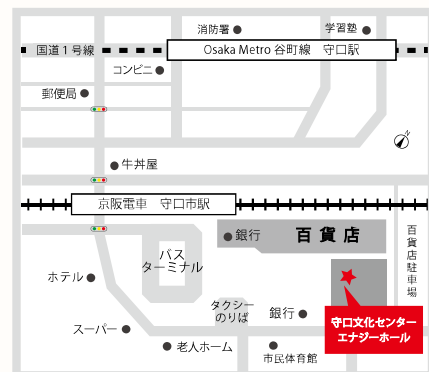 消防署
学習塾
国道1号線
Osaka Metro 谷町線 守口駅
コンビニ
郵便局
牛丼屋
京阪電車 守口市駅
銀行
百貨店
百貨店駐車場
バス
ターミナル
ホテル
タクシー
のりば
銀行
スーパー
老人ホーム
市民体育館
守口文化センター
エナジーホール